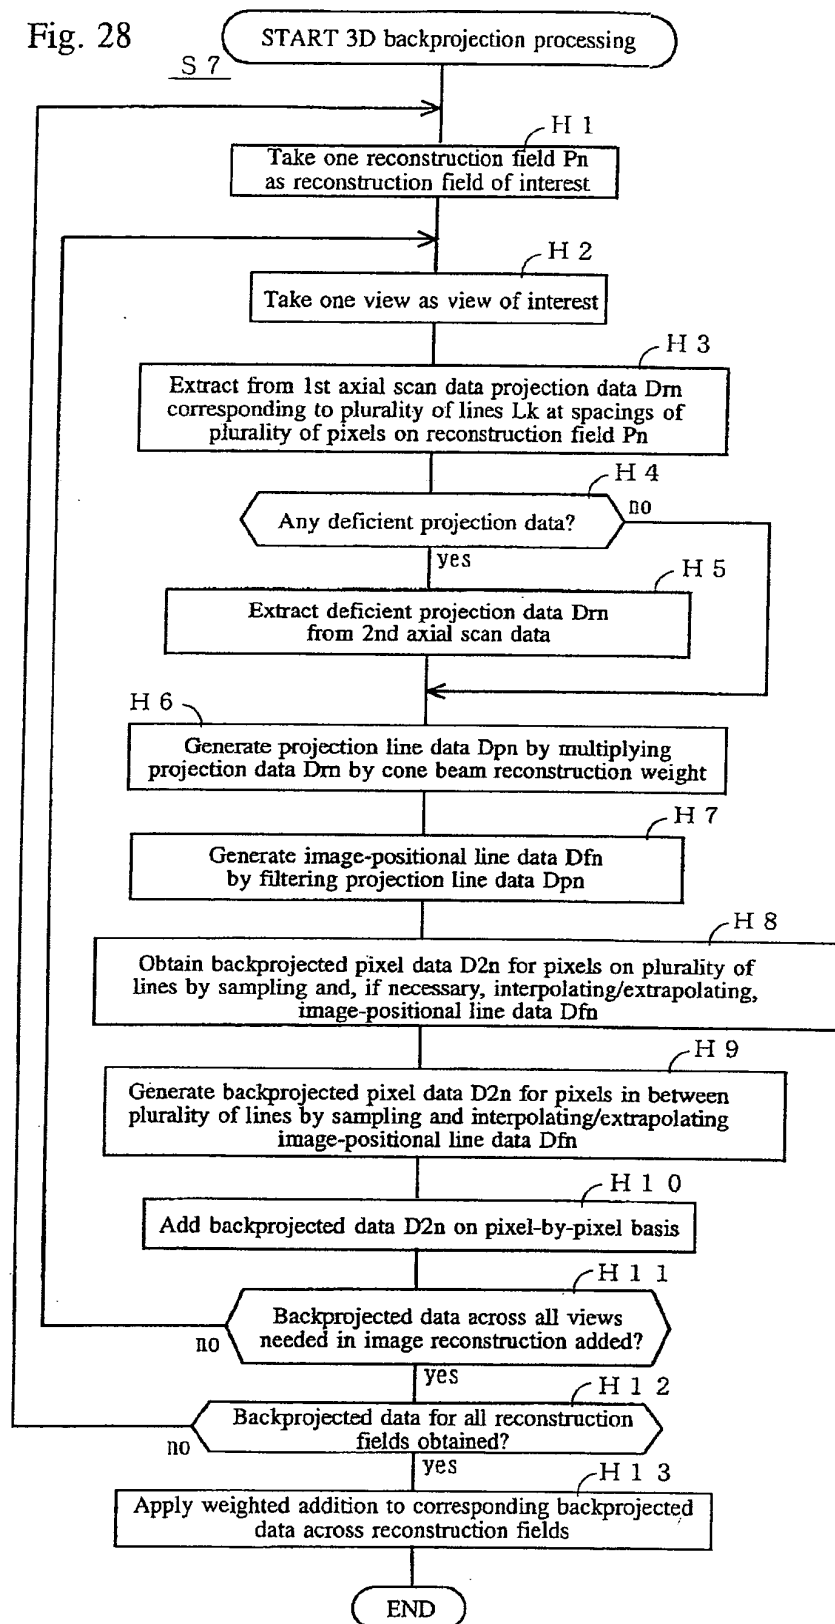 Fig. 28
START 3D backprojection processing
S 7
H 1
Take one reconstruction field Pn
as reconstruction field of interest
H 2
Take one view as view of interest
H 3
Extract from 1st axial scan data projection data Drn
corresponding to plurality of lines Lk at spacings of
plurality of pixels on reconstruction field Pn
H 4
Any deficient projection data?
no
yes
H 5
Extract deficient projection data Drn
from 2nd axial scan data
H 6
Generate projection line data Dpn by multiplying
projection data Drn by cone beam reconstruction weight
H 7
Generate image-positional line data Dfn
by filtering projection line data Dpn
H 8
Obtain backprojected pixel data D2n for pixels on plurality of
lines by sampling and, if necessary, interpolating/extrapolating,
image-positional line data Dfn
H 9
Generate backprojected pixel data D2n for pixels in between
plurality of lines by sampling and interpolating/extrapolating
image-positional line data Dfn
H 1 0
Add backprojected data D2n on pixel-by-pixel basis
H 1 1
Backprojected data across all views
needed in image reconstruction added?
no
yes
H 1 2
Backprojected data for all reconstruction
fields obtained?
no
yes
H 1 3
Apply weighted addition to corresponding backprojected
data across reconstruction fields
END